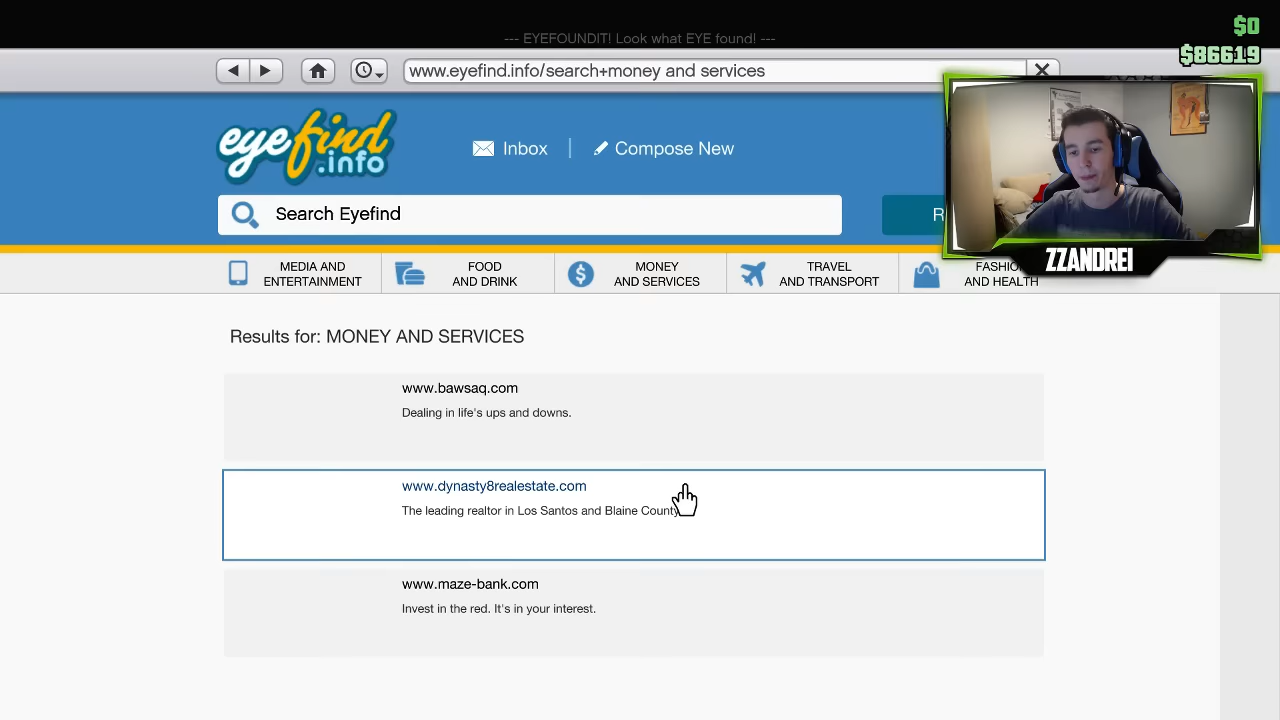 $0
--- EYEFOUNDIT! Look what EYE found! ---
$86619
www.eyefind.info/search+money and services
eyefind.info
Inbox
Compose New
Search Eyefind
R
ZZANDREI
MEDIA AND ENTERTAINMENT
FOOD AND DRINK
MONEY AND SERVICES
TRAVEL AND TRANSPORT
FASHION AND HEALTH
Results for: MONEY AND SERVICES
www.bawsaq.com
Dealing in life's ups and downs.
www.dynasty8realestate.com
The leading realtor in Los Santos and Blaine County
www.maze-bank.com
Invest in the red. It's in your interest.